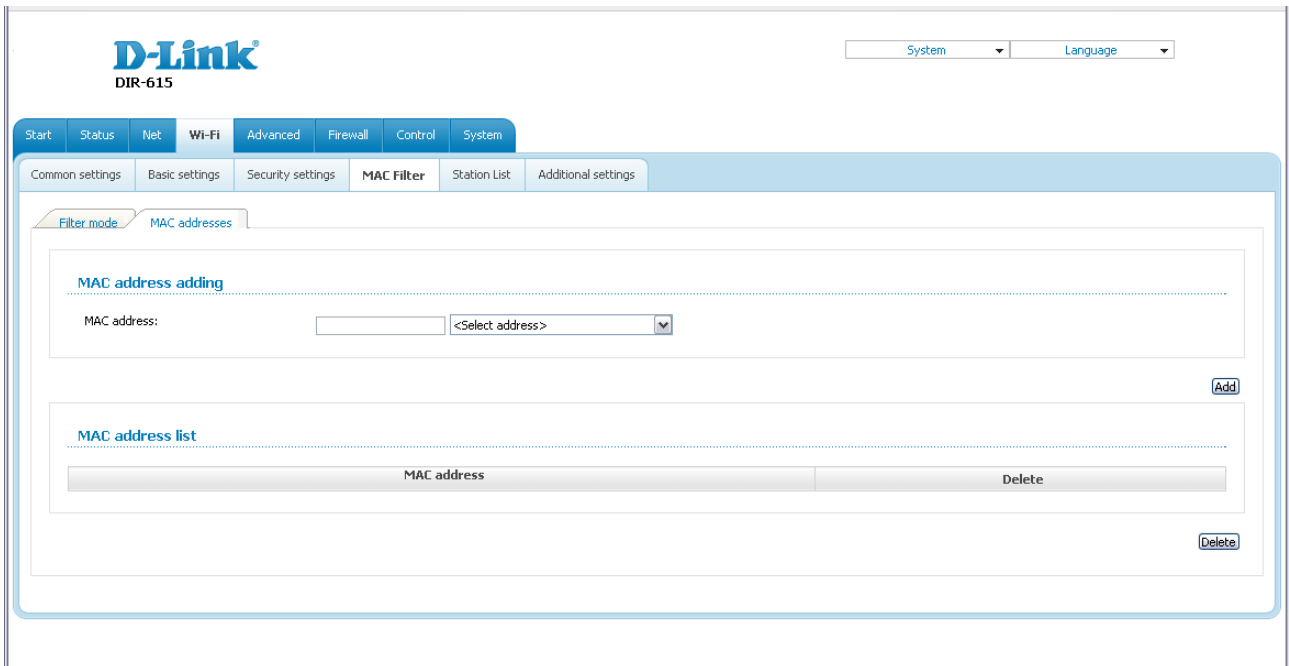 D-Link®
DIR-615
System Language
Start Status Net Wi-Fi Advanced Firewall Control System
Common settings Basic settings Security settings MAC Filter Station List Additional settings
Filter mode MAC addresses
MAC address adding
MAC address: <Select address>
Add
MAC address list
MAC address Delete
Delete